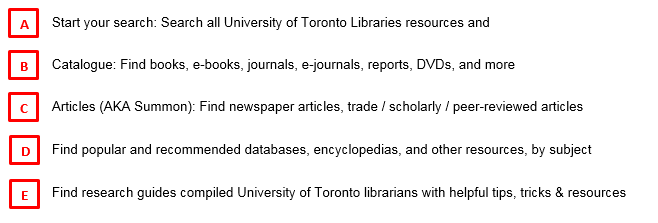 A Start your search: Search all University of Toronto Libraries resources and
B Catalogue: Find books, e-books, journals, e-journals, reports, DVDs, and more
C Articles (AKA Summon): Find newspaper articles, trade / scholarly / peer-reviewed articles
D Find popular and recommended databases, encyclopedias, and other resources, by subject
E Find research guides compiled University of Toronto librarians with helpful tips, tricks & resources